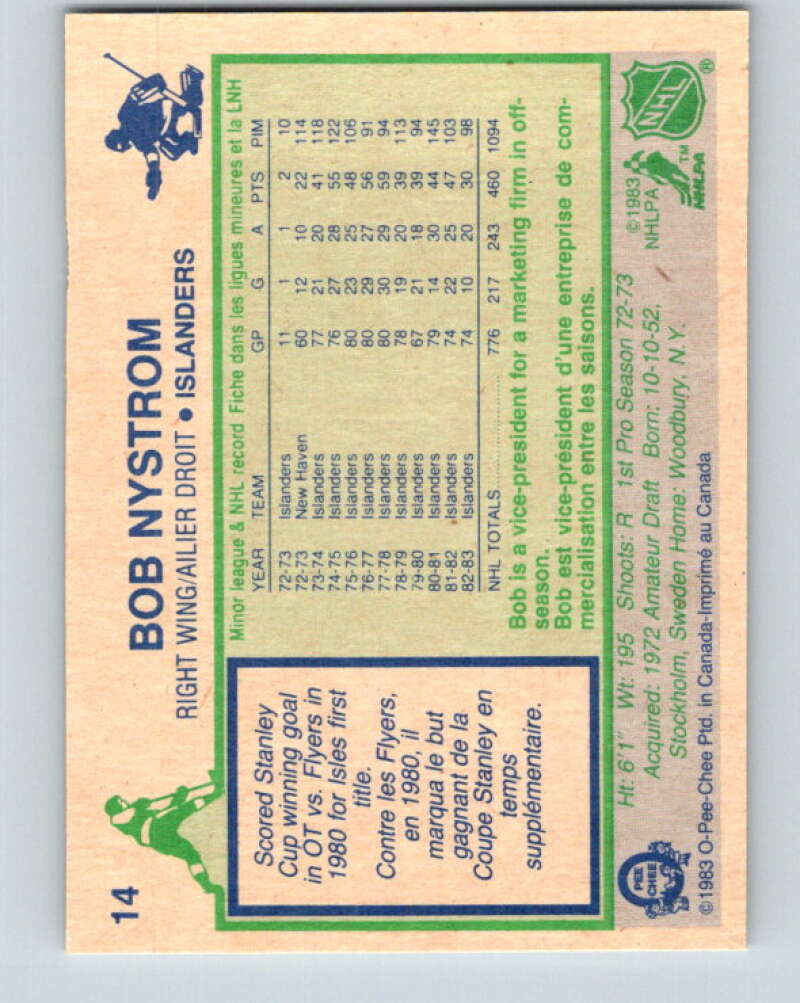 14
BOB NYSTROM
RIGHT WING/AILIER DROIT • ISLANDERS
Scored Stanley
Cup winning goal
in OT vs. Flyers in
1980 for Isles first
title.
Contre les Flyers,
en 1980, il
marqua le but
gagnant de la
Coupe Stanley en
temps
supplémentaire.
Minor league & NHL record Fiche dans les ligues mineures et la LNH
YEAR TEAM GP G A PTS PIM
72-73 Islanders 11 1 1 2 10
72-73 New Haven 60 12 10 22 114
73-74 Islanders 77 21 20 41 118
74-75 Islanders 76 27 28 55 122
75-76 Islanders 80 23 25 48 106
76-77 Islanders 80 29 27 56 91
77-78 Islanders 80 30 29 59 94
78-79 Islanders 78 19 20 39 113
79-80 Islanders 67 21 18 39 94
80-81 Islanders 79 14 30 44 145
81-82 Islanders 74 22 25 47 103
82-83 Islanders 74 10 20 30 98
NHL TOTALS 776 217 243 460 1094
Bob is a vice-president for a marketing firm in off-
season.
Bob est vice-président d'une entreprise de com-
mercialisation entre les saisons.
PEE
CHEE
Ht: 6'1" Wt: 195 Shoots: R 1st Pro Season 72-73
Acquired: 1972 Amateur Draft Born: 10-10-52,
Stockholm, Sweden Home: Woodbury, N.Y.
©1983 O-Pee-Chee Ptd. in Canada-Imprimé au Canada
©1983
NHLPA
NHLPA ™
NHL ®